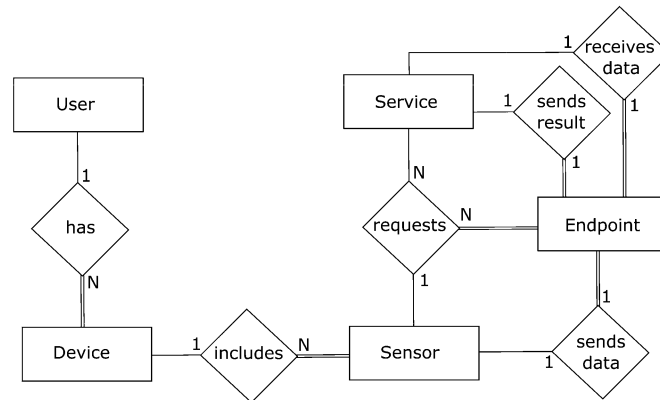 1
receives
data
User
Service
1
sends
result
1
1
1
N
has
requests
N
Endpoint
N
1
1
Device
1
includes
N
Sensor
1
sends
data